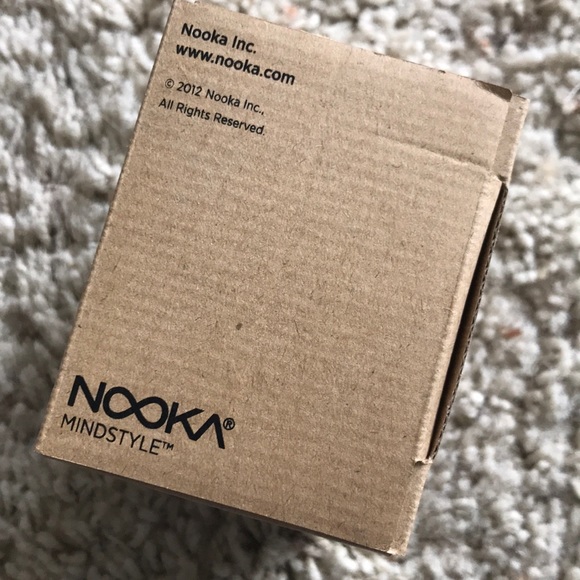 Nooka Inc.
www.nooka.com
© 2012 Nooka Inc.,
All Rights Reserved.
NOOKA®
MINDSTYLE™